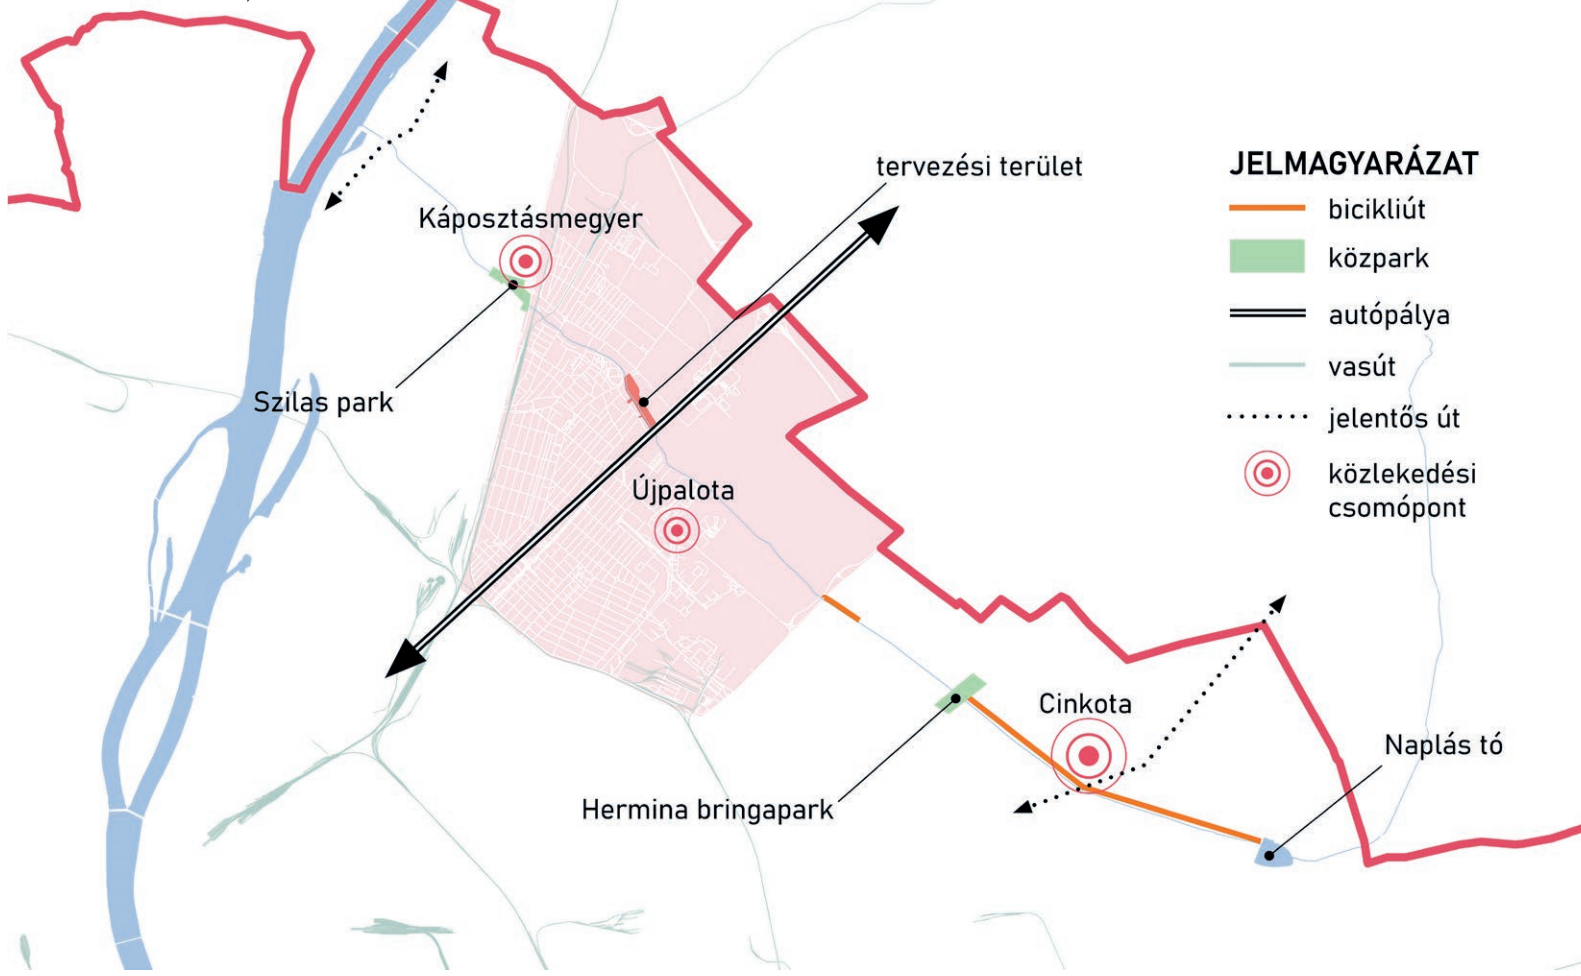 tervezési terület
Káposztásmegyer
Szilas park
Újpalota
Cinkota
Naplás tó
Hermina bringapark
JELMAGYARÁZAT
bicikliút
közpark
autópálya
vasút
jelentős út
közlekedési
csomópont